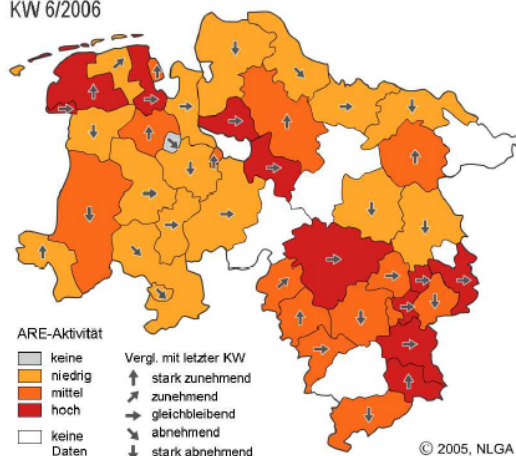 KW 6/2006
ARE-Aktivität
keine
niedrig
mittel
hoch
keine
Daten
Vergl. mit letzter KW
stark zunehmend
zunehmend
gleichbleibend
abnehmend
stark abnehmend
© 2005, NLGA